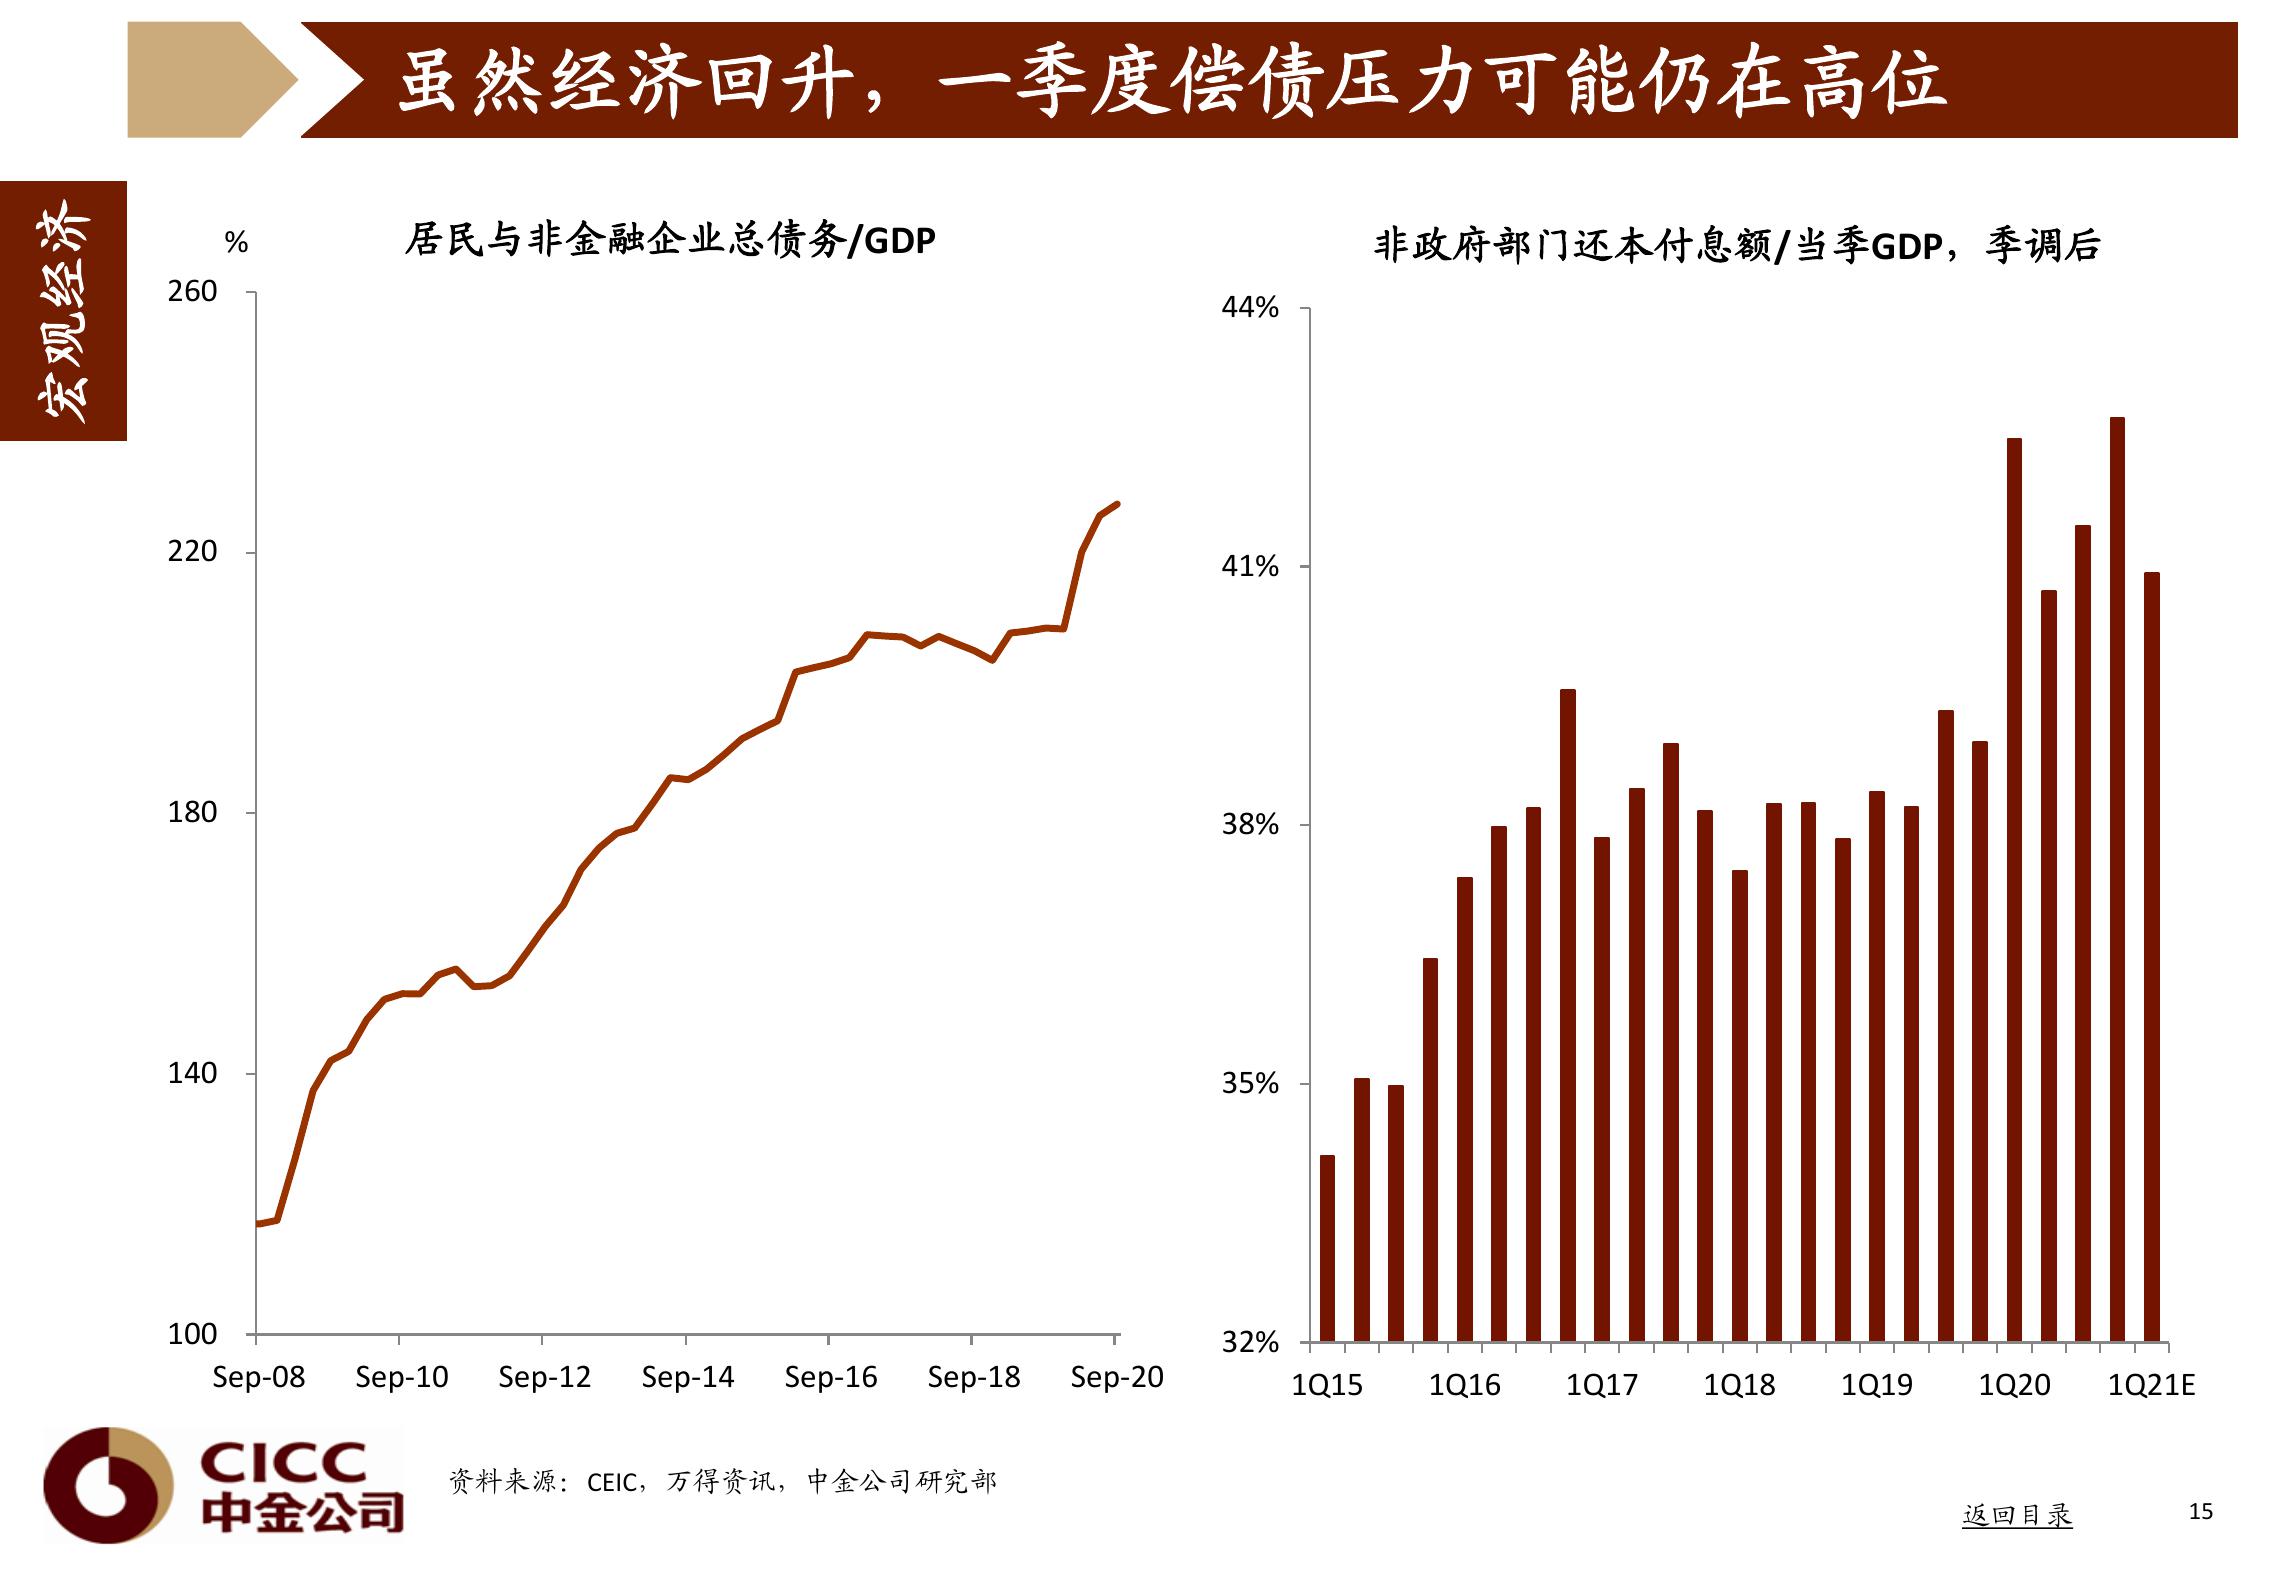 虽然经济回升，一季度偿债压力可能仍在高位
宏观经济
%
居民与非金融企业总债务/GDP
260
220
180
140
100
Sep-08 Sep-10 Sep-12 Sep-14 Sep-16 Sep-18 Sep-20
非政府部门还本付息额/当季GDP，季调后
44%
41%
38%
35%
32%
1Q15 1Q16 1Q17 1Q18 1Q19 1Q20 1Q21E
CICC
中金公司
资料来源：CEIC，万得资讯，中金公司研究部
返回目录
15